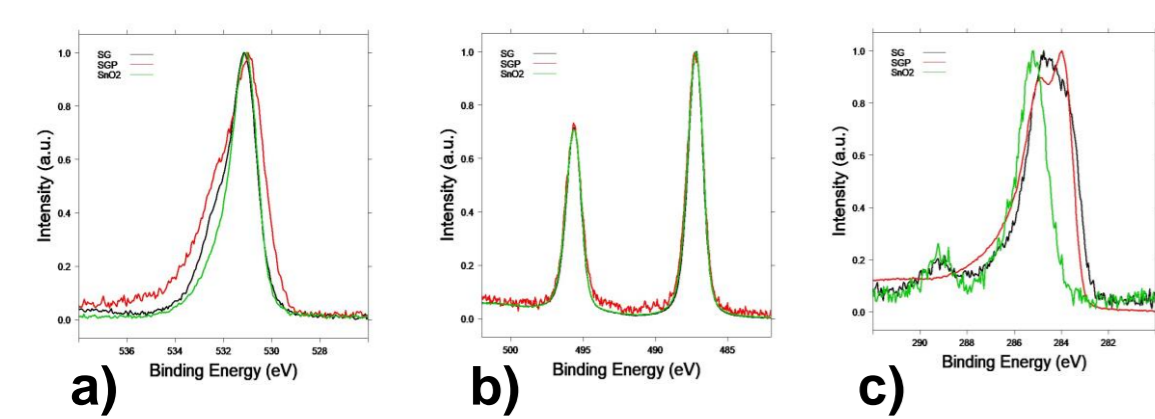 1.0
0.8
0.6
0.4
0.2
0.0
Intensity (a.u.)
SG
SGP
SnO2
536 534 532 530 528
Binding Energy (eV)
a)
1.0
0.8
0.6
0.4
0.2
0.0
Intensity (a.u.)
SG
SGP
SnO2
500 495 490 485
Binding Energy (eV)
b)
1.0
0.8
0.6
0.4
0.2
0.0
Intensity (a.u.)
SG
SGP
SnO2
290 288 286 284 282
Binding Energy (eV)
c)